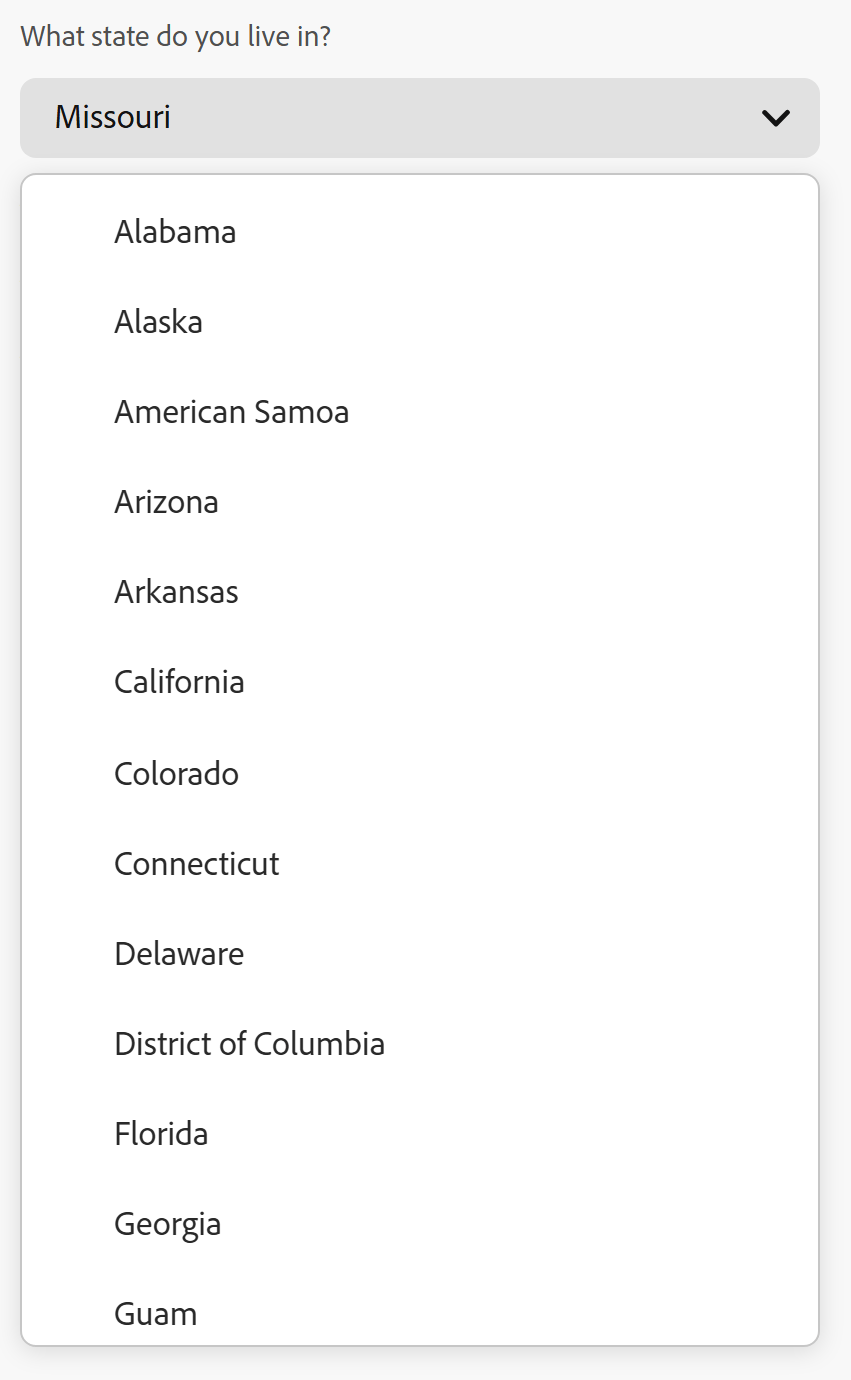 What state do you live in?
Missouri
Alabama
Alaska
American Samoa
Arizona
Arkansas
California
Colorado
Connecticut
Delaware
District of Columbia
Florida
Georgia
Guam